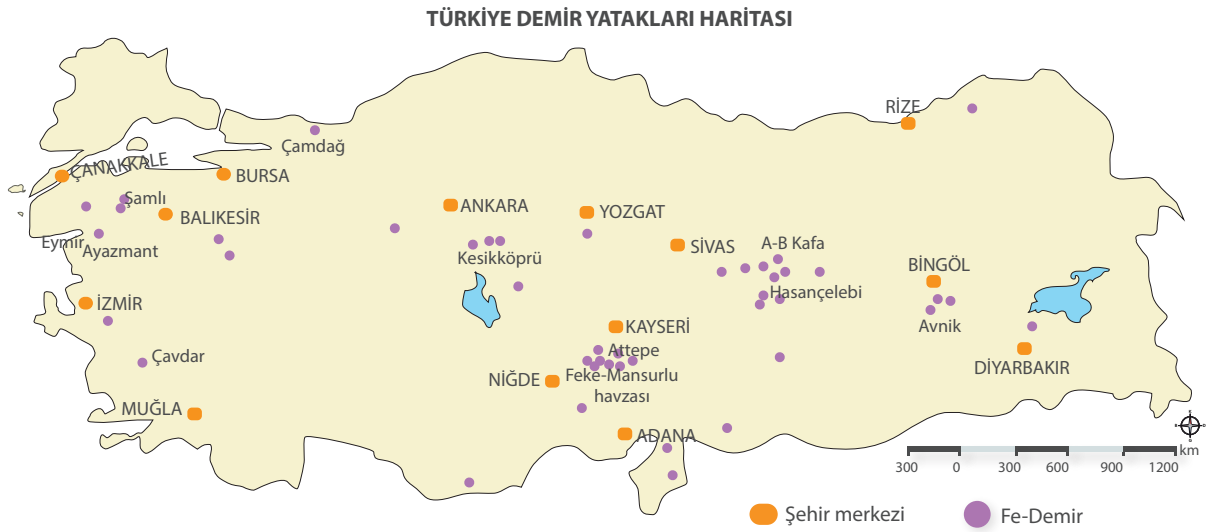 TÜRKİYE DEMİR YATAKLARI HARİTASI
RİZE
Çamdağ
ÇANAKKALE
BURSA
Şamlı
BALIKESİR
ANKARA
YOZGAT
Eymir
Ayazmant
Kesikköprü
SİVAS
A-B Kafa
Hasançelebi
BİNGÖL
Avnik
İZMİR
KAYSERİ
Çavdar
Attepe
NİĞDE
Feke-Mansurlu
havzası
DİYARBAKIR
MUĞLA
ADANA
km
300 0 300 600 900 1200
Şehir merkezi
Fe-Demir